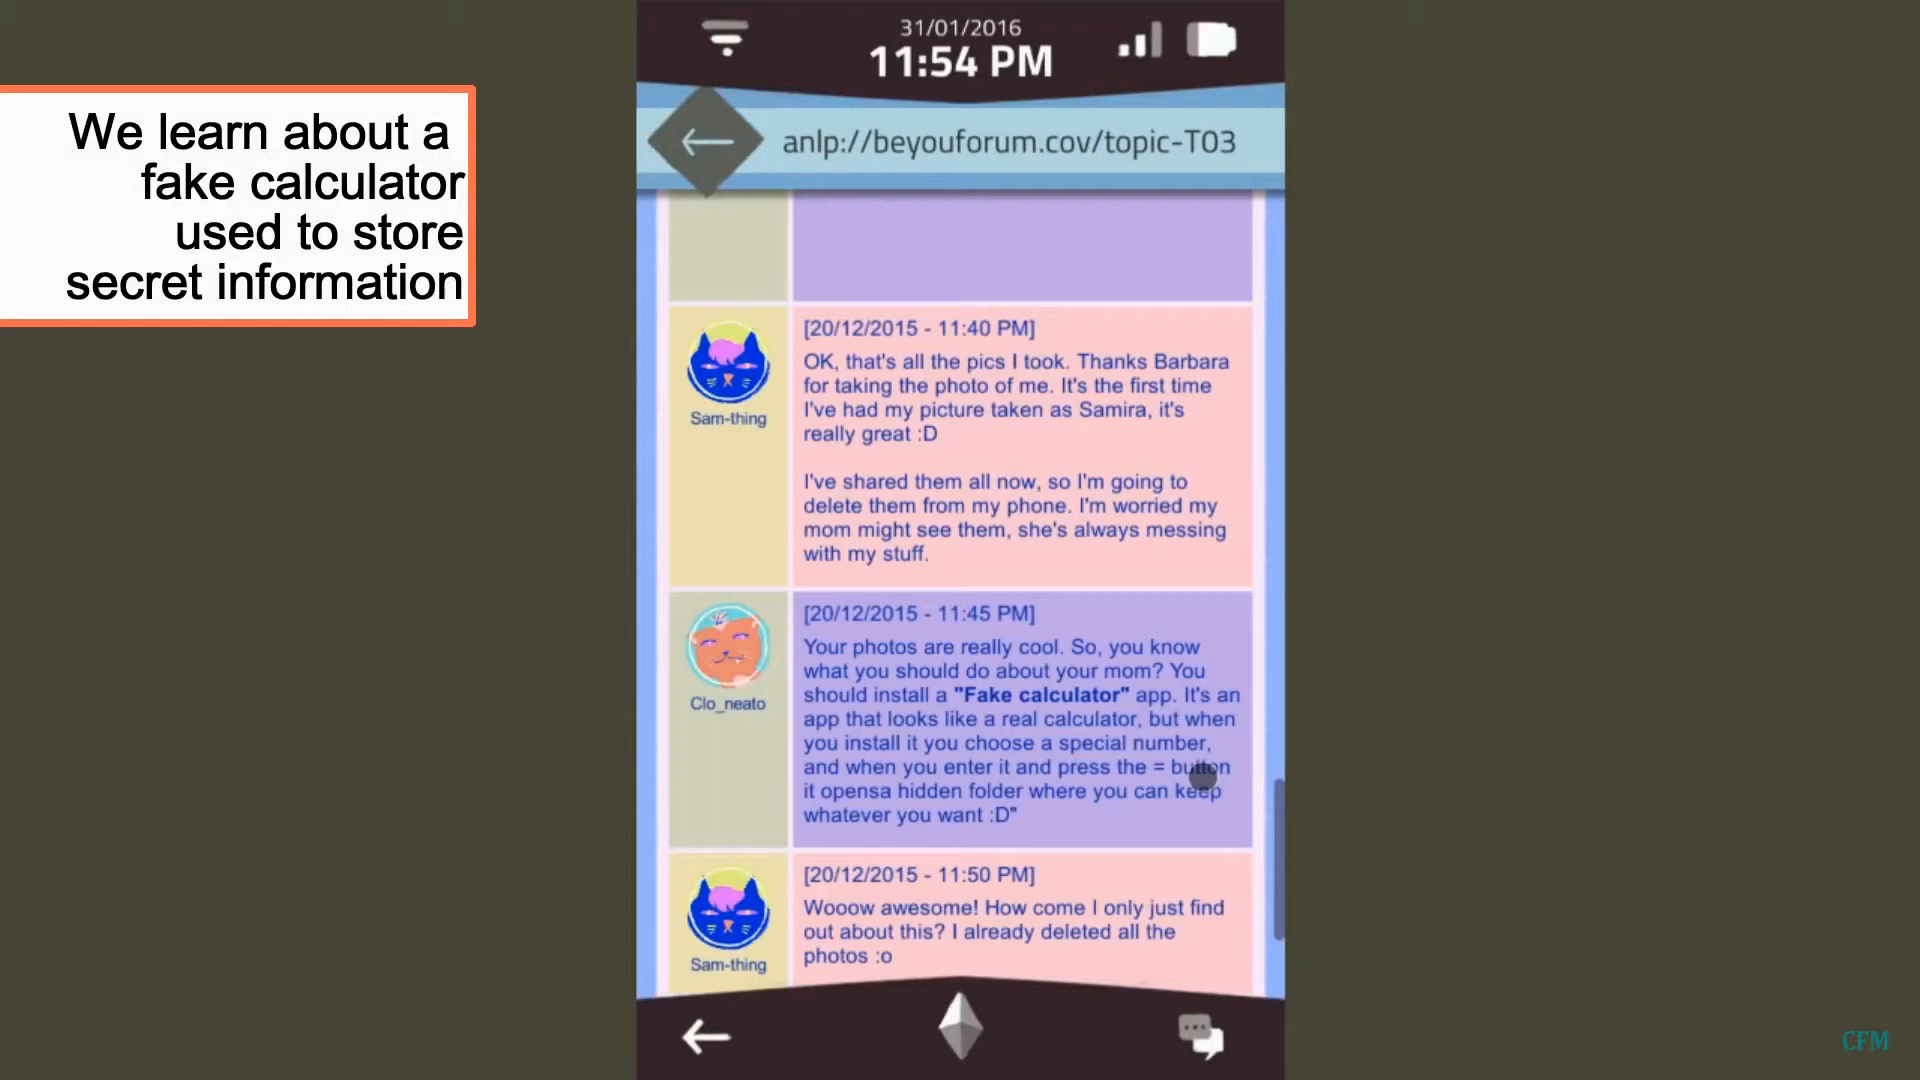 We learn about a
fake calculator
used to store
secret information
31/01/2016
11:54 PM
anlp://beyouforum.cov/topic-T03
[20/12/2015 - 11:40 PM]
OK, that's all the pics I took. Thanks Barbara
for taking the photo of me. It's the first time
I've had my picture taken as Samira, it's
really great :D
I've shared them all now, so I'm going to
delete them from my phone. I'm worried my
mom might see them, she's always messing
with my stuff.
Sam-thing
[20/12/2015 - 11:45 PM]
Your photos are really cool. So, you know
what you should do about your mom? You
should install a "Fake calculator" app. It's an
app that looks like a real calculator, but when
you install it you choose a special number,
and when you enter it and press the = button
it opensa hidden folder where you can keep
whatever you want :D"
Clo_neato
[20/12/2015 - 11:50 PM]
Wooow awesome! How come I only just find
out about this? I already deleted all the
photos :o
Sam-thing
CFM